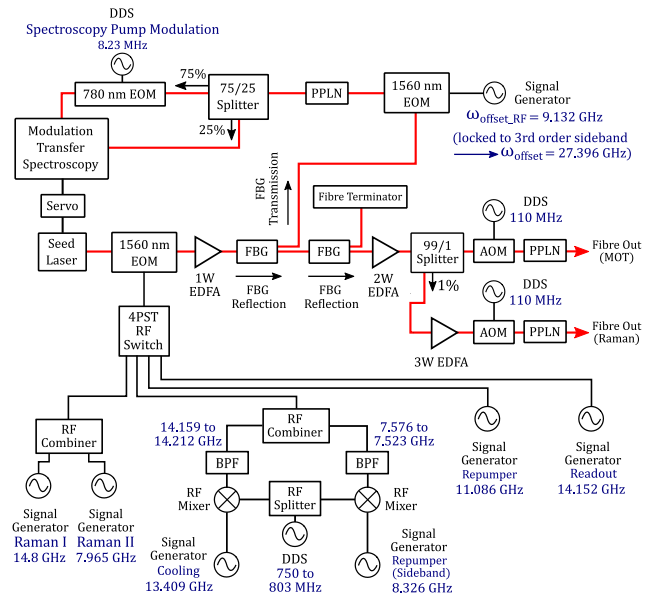 DDS
Spectroscopy Pump Modulation
8.23 MHz
780 nm EOM
75%
75/25
Splitter
25%
PPLN
1560 nm
EOM
Signal
Generator
ωoffset_RF = 9.132 GHz
(locked to 3rd order sideband
ωoffset = 27.396 GHz)
Modulation
Transfer
Spectroscopy
Servo
Seed
Laser
1560 nm
EOM
1W
EDFA
FBG
FBG
Transmission
FBG
Reflection
Fibre Terminator
FBG
FBG
Reflection
2W
EDFA
99/1
Splitter
1%
DDS
110 MHz
AOM
PPLN
Fibre Out
(MOT)
DDS
110 MHz
3W EDFA
AOM
PPLN
Fibre Out
(Raman)
4PST
RF
Switch
RF
Combiner
Signal
Generator
Raman I
14.8 GHz
Signal
Generator
Raman II
7.965 GHz
14.159 to
14.212 GHz
RF
Combiner
7.576 to
7.523 GHz
BPF
BPF
RF
Mixer
RF
Splitter
RF
Mixer
Signal
Generator
Cooling
13.409 GHz
DDS
750 to
803 MHz
Signal
Generator
Repumper
(Sideband)
8.326 GHz
Signal
Generator
Repumper
11.086 GHz
Signal
Generator
Readout
14.152 GHz